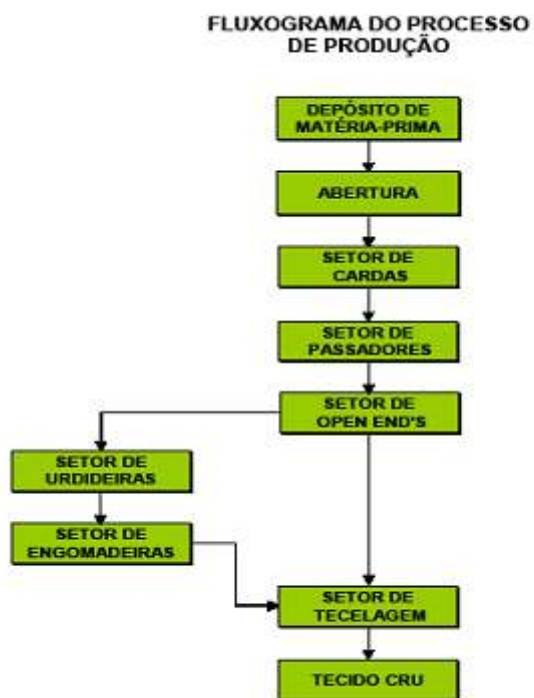 FLUXOGRAMA DO PROCESSO
DE PRODUÇÃO
DEPÓSITO DE
MATÉRIA-PRIMA
ABERTURA
SETOR DE
CARDAS
SETOR DE
PASSADORES
SETOR DE
OPEN END'S
SETOR DE
URDIDEIRAS
SETOR DE
ENGOMADEIRAS
SETOR DE
TECELAGEM
TECIDO CRU